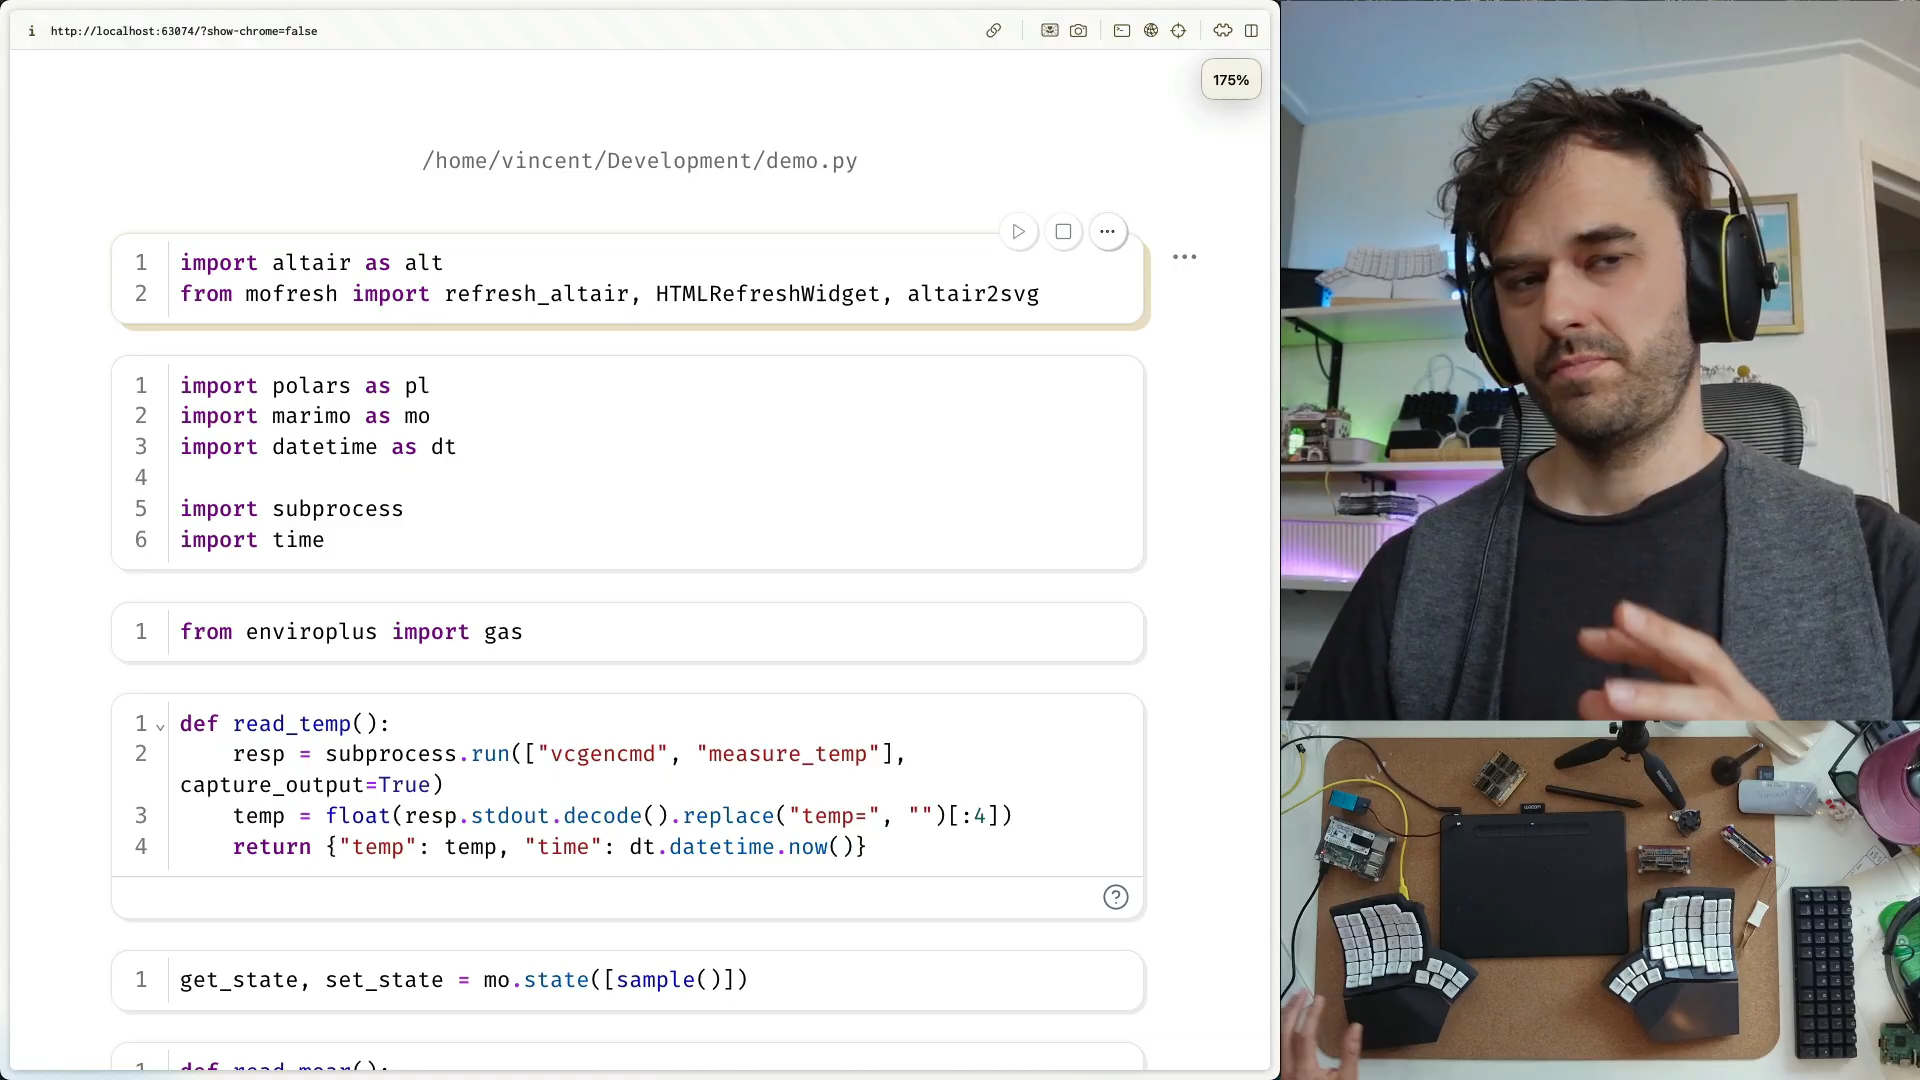 i http://localhost:63074/?show-chrome=false
175%
/home/vincent/Development/demo.py
1 import altair as alt
2 from mofresh import refresh_altair, HTMLRefreshWidget, altair2svg
1 import polars as pl
2 import marimo as mo
3 import datetime as dt
4
5 import subprocess
6 import time
1 from enviroplus import gas
1 def read_temp():
2 resp = subprocess.run(["vcgencmd", "measure_temp"],
capture_output=True)
3 temp = float(resp.stdout.decode().replace("temp=", "")[:4])
4 return {"temp": temp, "time": dt.datetime.now()}
1 get_state, set_state = mo.state([sample()])
1 def read_moar():
wacom